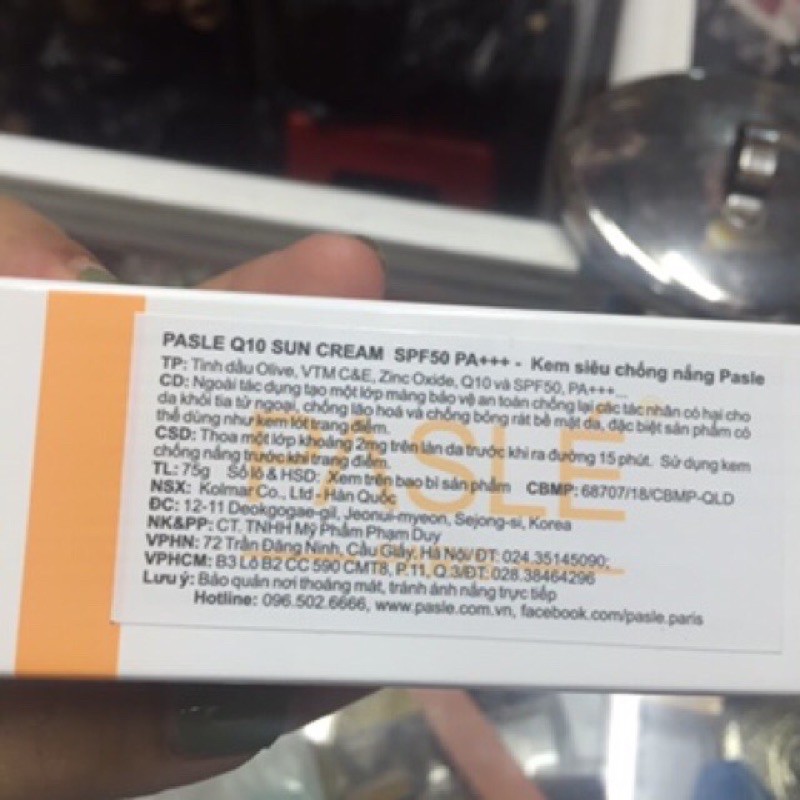 PASLE Q10 SUN CREAM SPF50 PA+++ - Kem siêu chống nắng Pasle
TP: Tinh dầu Olive, VTM C&E, Zinc Oxide, Q10 và SPF50, PA+++...
CD: Ngoài tác dụng tạo một lớp màng bảo vệ an toàn chống lại các tác nhân có hại cho
da khỏi tia tử ngoại, chống lão hoá và chống bỏng rát bề mặt da, đặc biệt sản phẩm có
thể dùng như kem lót trang điểm.
CSD: Thoa một lớp khoảng 2mg trên làn da trước khi ra đường 15 phút. Sử dụng kem
chống nắng trước khi trang điểm.
TL: 75g Số lô & HSD: Xem trên bao bì sản phẩm CBMP: 68707/18/CBMP-QLD
NSX: Kolmar Co., Ltd - Hàn Quốc
ĐC: 12-11 Deokgogae-gil, Jeonui-myeon, Sejong-si, Korea
NK&PP: CT. TNHH Mỹ Phẩm Phạm Duy
VPHN: 72 Trần Đăng Ninh, Cầu Giấy, Hà Nội/ ĐT: 024.35145090;
VPHCM: B3 Lô B2 CC 590 CMT8, P.11, Q.3/ĐT: 028.38464296
Lưu ý: Bảo quản nơi thoáng mát, tránh ánh nắng trực tiếp
Hotline: 096.502.6666, www.pasle.com.vn, facebook.com/pasle.paris
PASLE